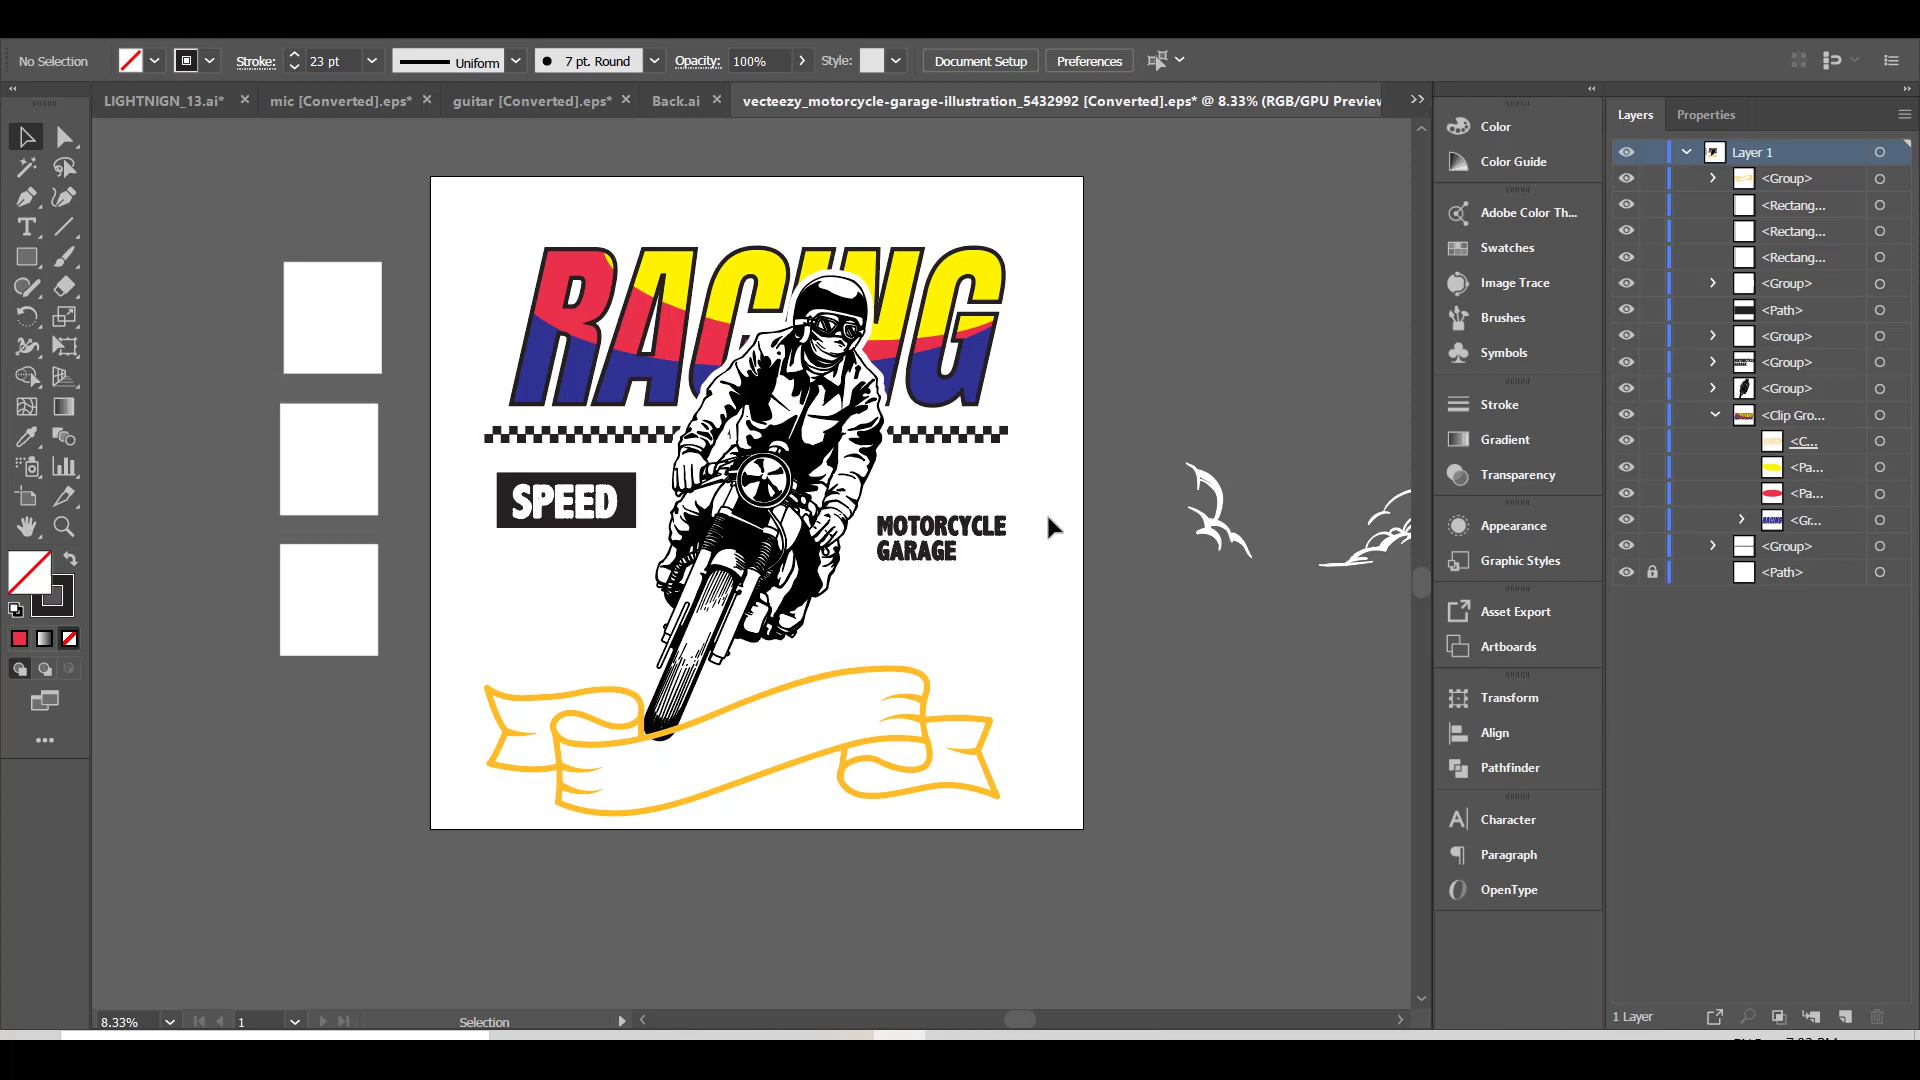 No Selection
Stroke:
23 pt
Uniform
7 pt. Round
Opacity:
100%
Style:
Document Setup
Preferences
LIGHTNIGN_13.ai*
mic [Converted].eps*
guitar [Converted].eps*
Back.ai
vecteezy_motorcycle-garage-illustration_5432992 [Converted].eps* @ 8.33% (RGB/GPU Preview
RACING
SPEED
MOTORCYCLE
GARAGE
Color
Color Guide
Adobe Color Th...
Swatches
Image Trace
Brushes
Symbols
Stroke
Gradient
Transparency
Appearance
Graphic Styles
Asset Export
Artboards
Transform
Align
Pathfinder
Character
Paragraph
OpenType
Layers
Properties
Layer 1
<Group>
<Rectang...
<Rectang...
<Rectang...
<Group>
<Path>
<Group>
<Group>
<Group>
<Clip Gro...
<C...
<Pa...
<Pa...
<Gr...
<Group>
<Path>
1 Layer
8.33%
1
Selection